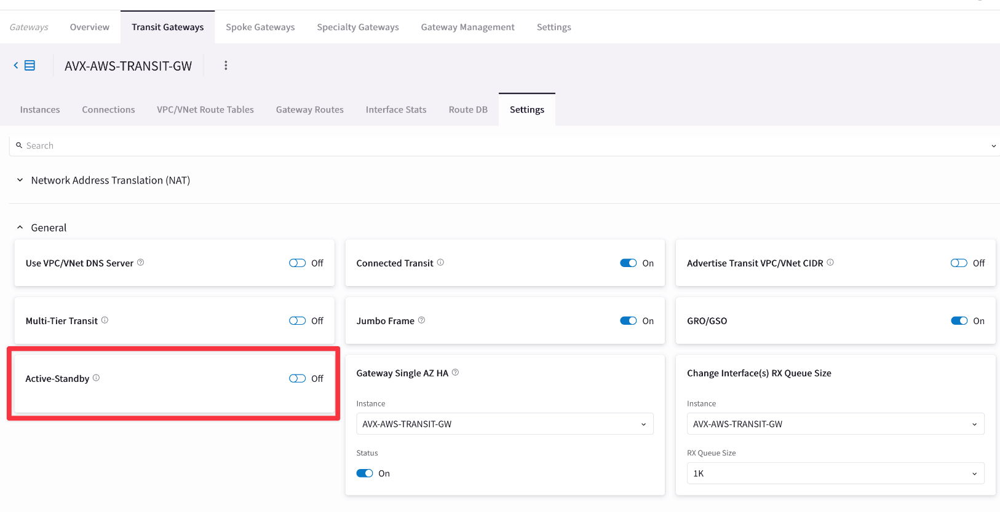 Gateways Overview Transit Gateways Spoke Gateways Specialty Gateways Gateway Management Settings
AVX-AWS-TRANSIT-GW
Instances Connections VPC/VNet Route Tables Gateway Routes Interface Stats Route DB Settings
Search
Network Address Translation (NAT)
General
Use VPC/VNet DNS Server Off
Connected Transit On
Advertise Transit VPC/VNet CIDR Off
Multi-Tier Transit Off
Jumbo Frame On
GRO/GSO On
Active-Standby Off
Gateway Single AZ HA
Instance
AVX-AWS-TRANSIT-GW
Status
On
Change Interface(s) RX Queue Size
Instance
AVX-AWS-TRANSIT-GW
RX Queue Size
1K